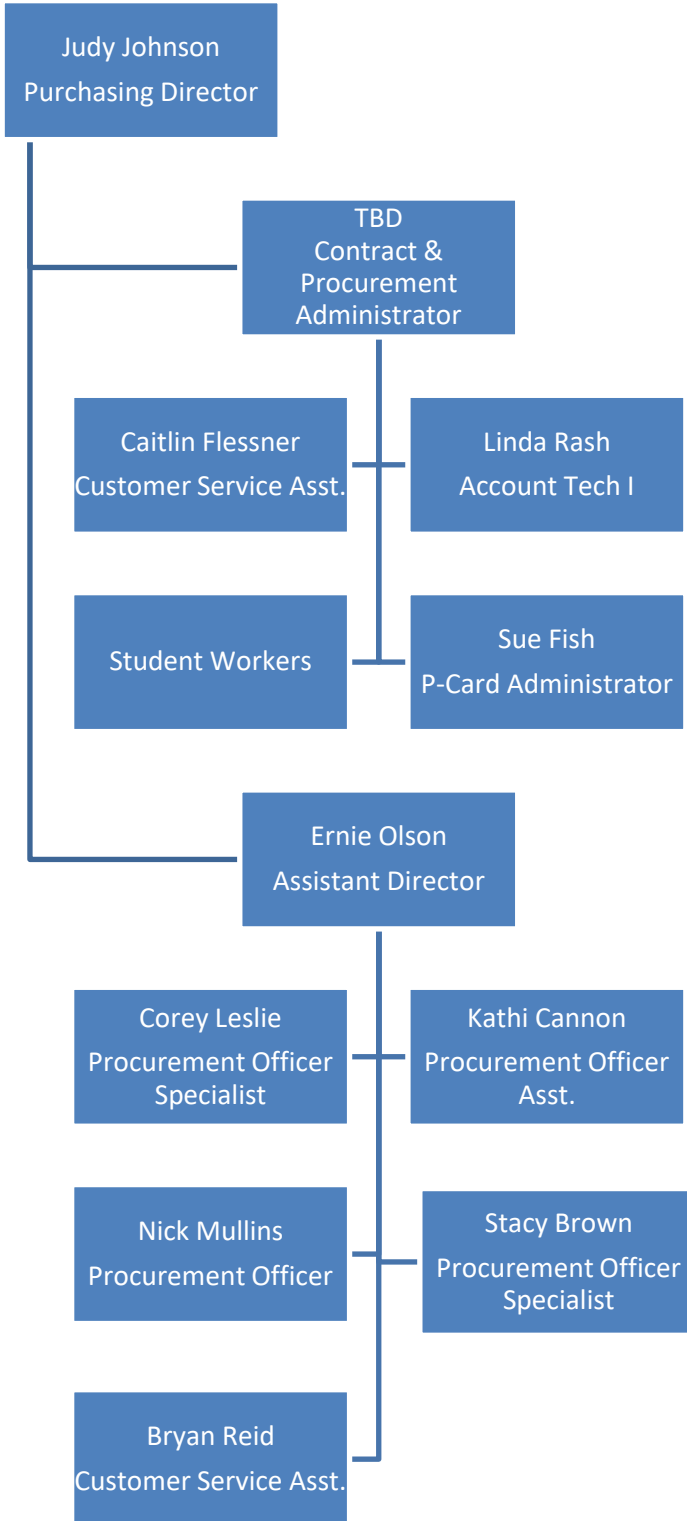 Judy Johnson
Purchasing Director
TBD
Contract &
Procurement
Administrator
Caitlin Flessner
Customer Service Asst.
Linda Rash
Account Tech I
Student Workers
Sue Fish
P-Card Administrator
Ernie Olson
Assistant Director
Corey Leslie
Procurement Officer
Specialist
Kathi Cannon
Procurement Officer
Asst.
Nick Mullins
Procurement Officer
Stacy Brown
Procurement Officer
Specialist
Bryan Reid
Customer Service Asst.